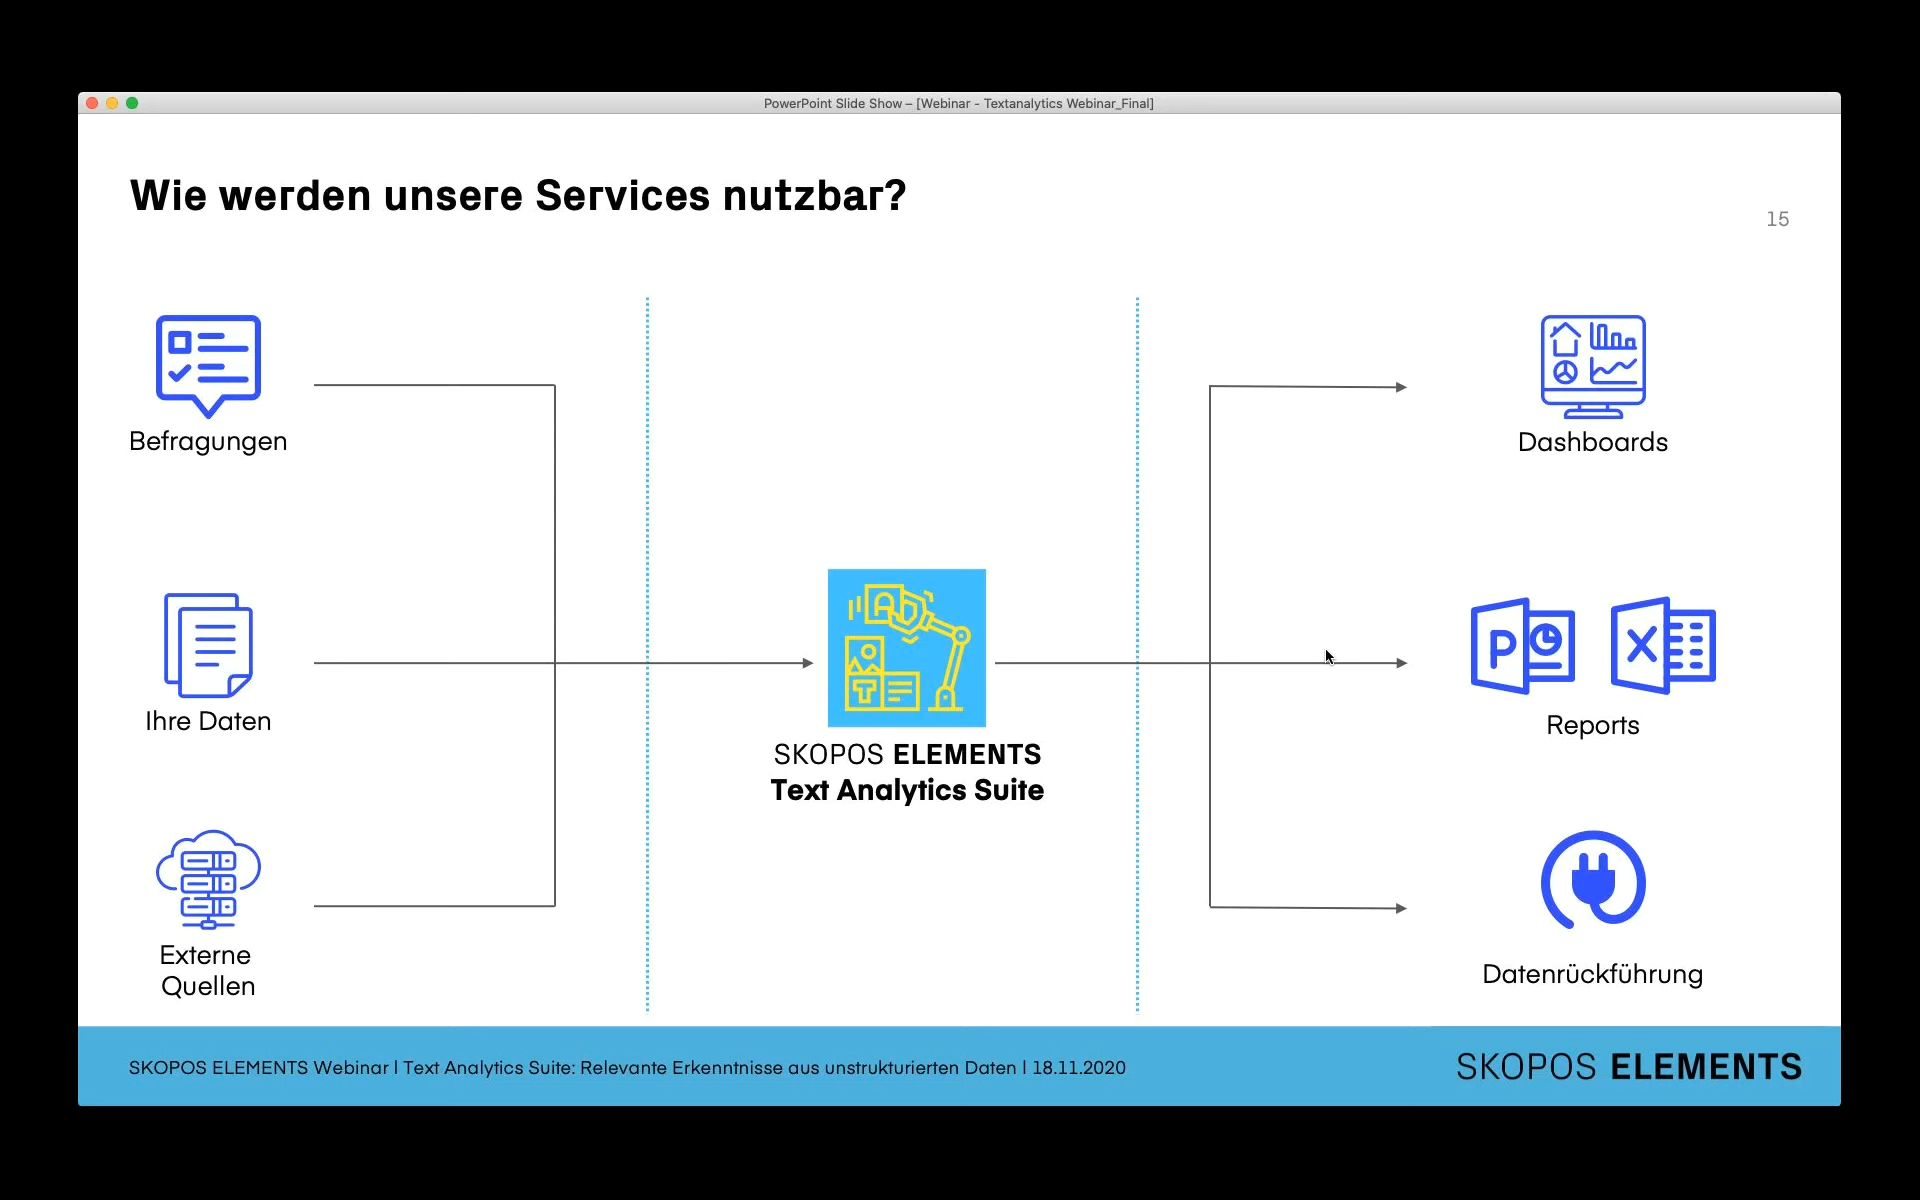 PowerPoint Slide Show – [Webinar - Textanalytics Webinar_Final]
Wie werden unsere Services nutzbar?
15
Befragungen
Ihre Daten
Externe
Quellen
SKOPOS ELEMENTS
Text Analytics Suite
Dashboards
Reports
Datenrückführung
SKOPOS ELEMENTS Webinar | Text Analytics Suite: Relevante Erkenntnisse aus unstrukturierten Daten | 18.11.2020
SKOPOS ELEMENTS